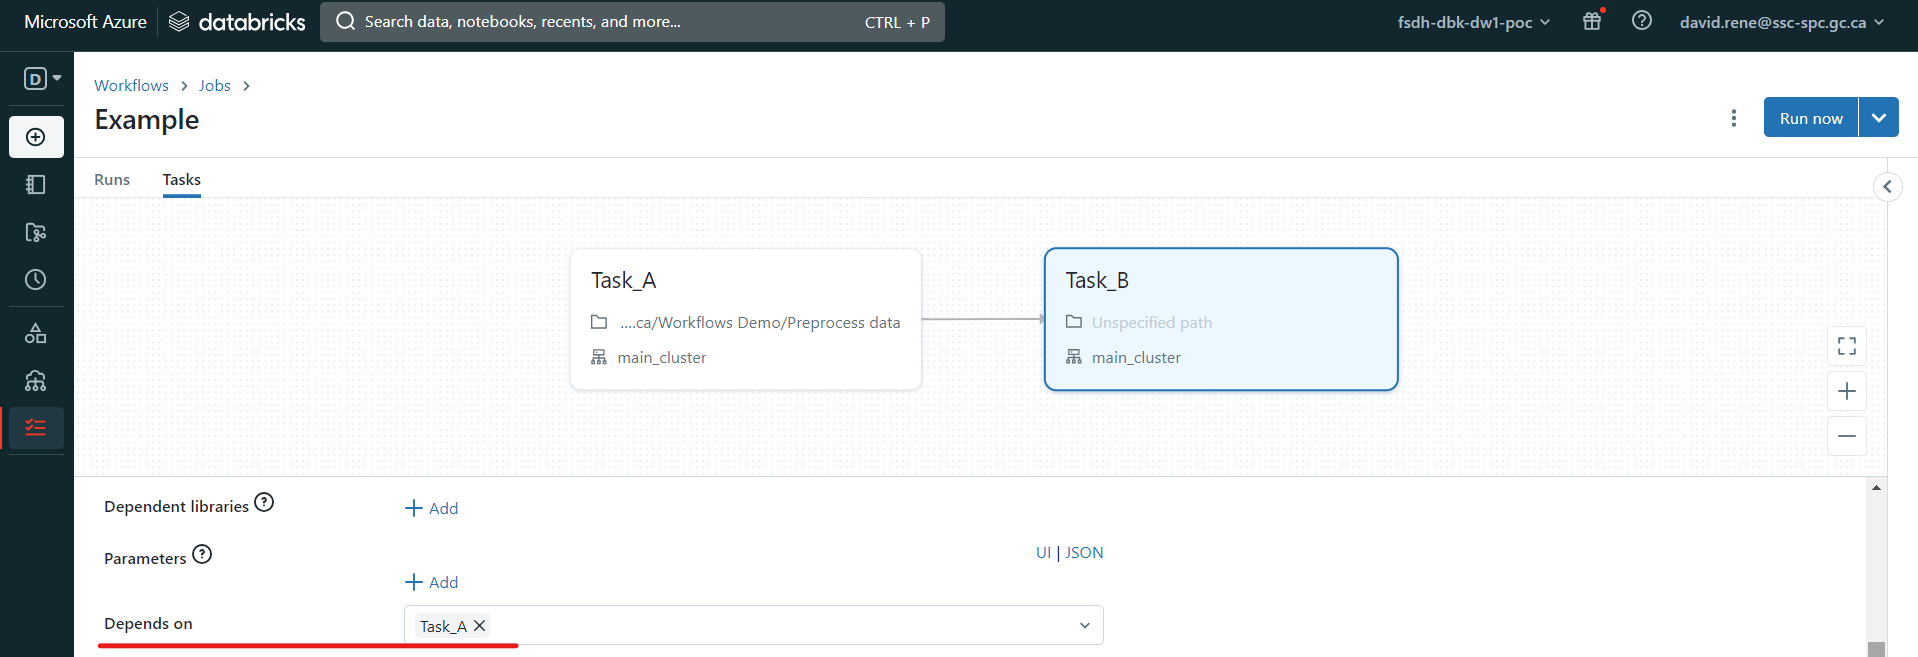 Microsoft Azure databricks Search data, notebooks, recents, and more... CTRL + P fsdh-dbk-dw1-poc david.rene@ssc-spc.gc.ca
D
Workflows > Jobs >
Example
Run now
Runs Tasks
Task_A
....ca/Workflows Demo/Preprocess data
main_cluster
Task_B
Unspecified path
main_cluster
Dependent libraries ? + Add
Parameters ? UI | JSON
+ Add
Depends on Task_A